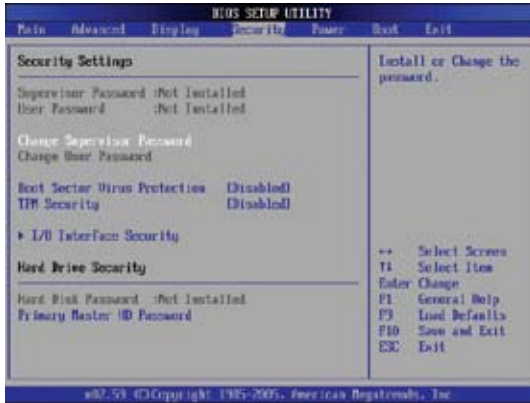 BIOS SETUP UTILITY
Main Advanced Display Security Power Boot Exit
Security Settings
Supervisor Password :Not Installed
User Password :Not Installed
Change Supervisor Password
Change User Password
Boot Sector Virus Protection [Disabled]
TPM Security [Disabled]
I/O Interface Security
Hard Drive Security
Hard Disk Password :Not Installed
Primary Master HD Password
Install or Change the
password.
↔ Select Screen
↑↓ Select Item
Enter Change
F1 General Help
F9 Load Defaults
F10 Save and Exit
ESC Exit
v02.59 (C)Copyright 1985-2005, American Megatrends, Inc